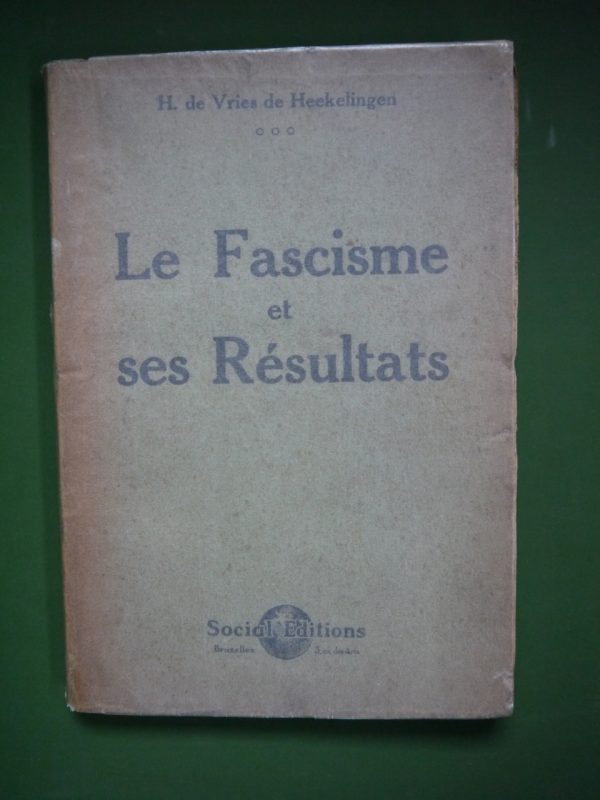 H. de Vries de Heekelingen
Le Fascisme
et
ses Résultats
Social Editions
Bruxelles